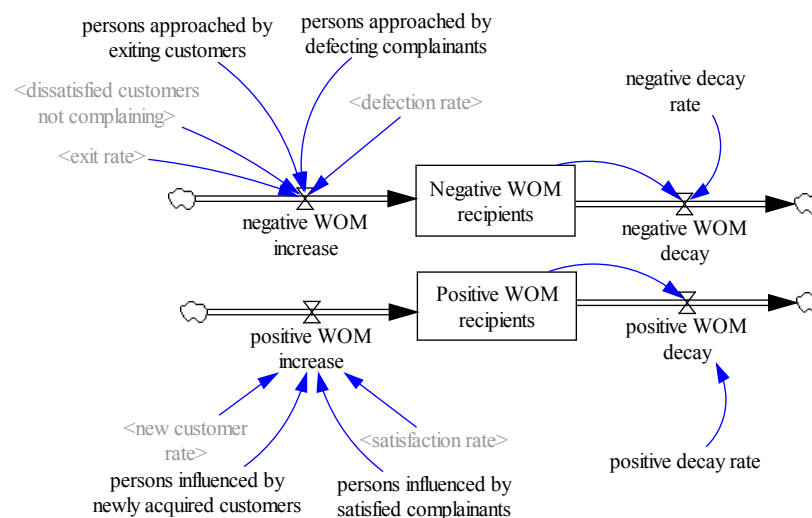 persons approached by
exiting customers
persons approached by
defecting complainants
<dissatisfied customers
not complaining>
<defection rate>
<exit rate>
negative decay
rate
Negative WOM
recipients
negative WOM
increase
negative WOM
decay
Positive WOM
recipients
positive WOM
increase
positive WOM
decay
<new customer
rate>
<satisfaction rate>
persons influenced by
newly acquired customers
persons influenced by
satisfied complainants
positive decay rate